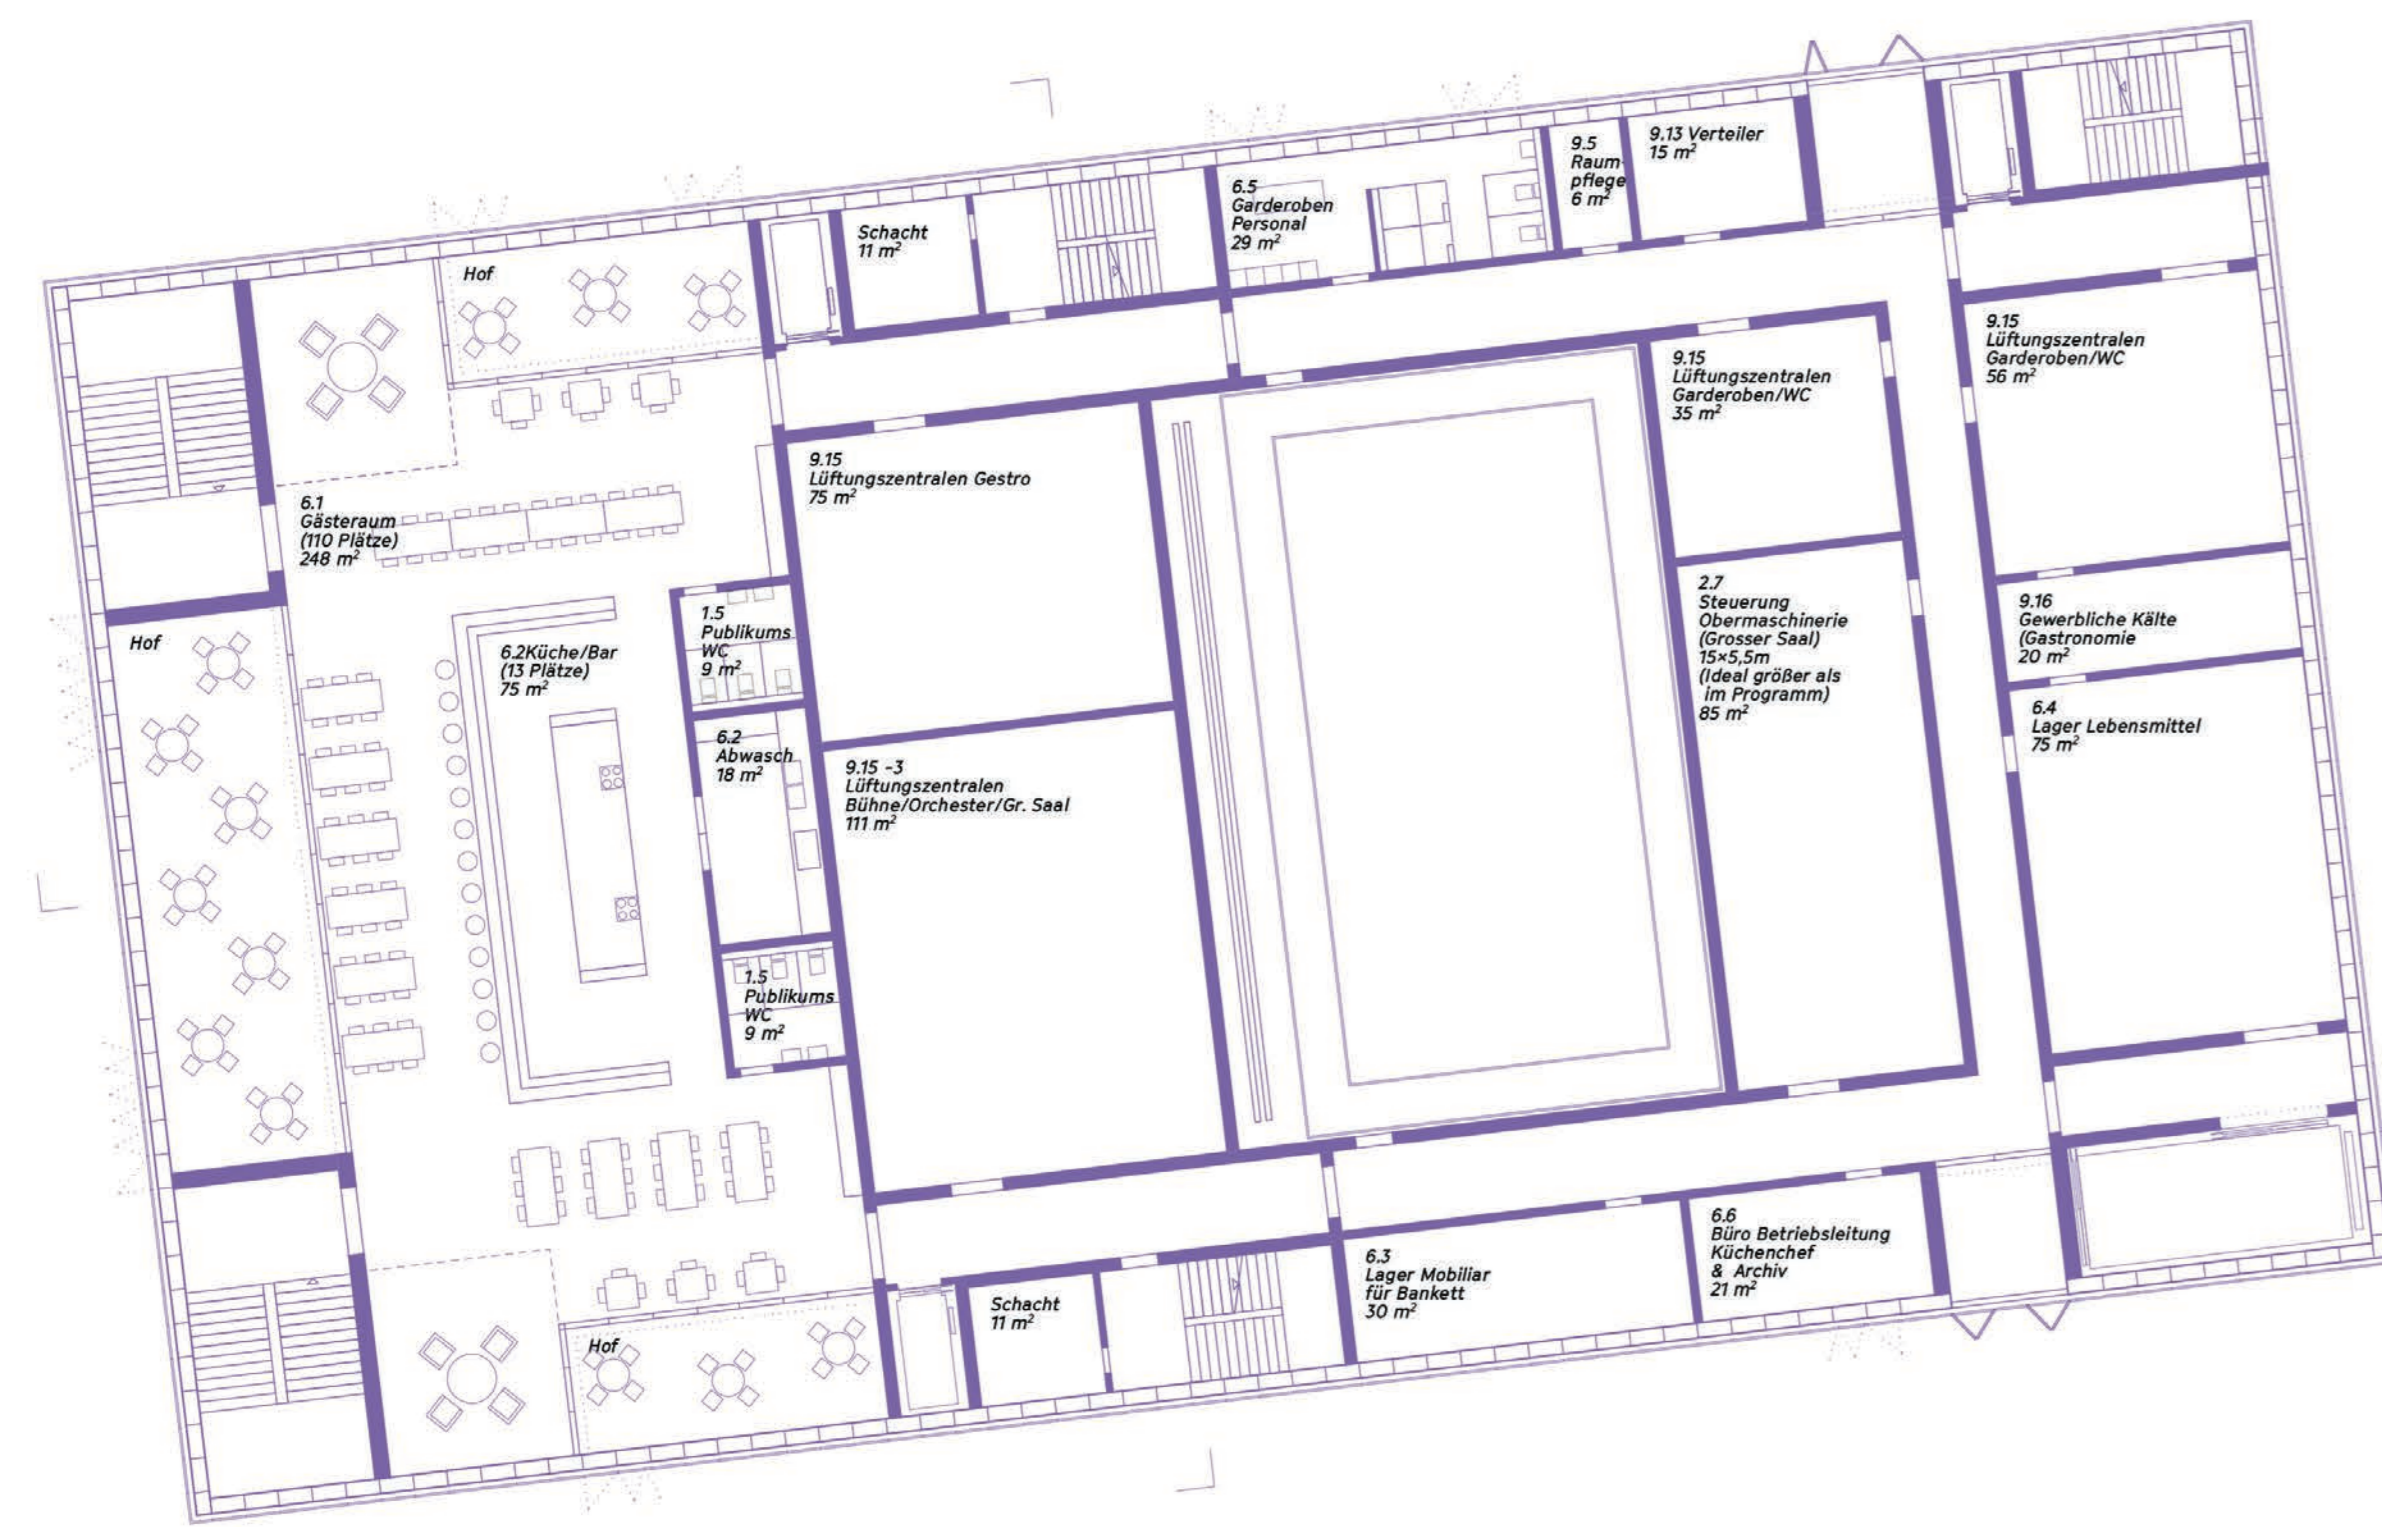 Hof
Schacht
11 m²
6.5
Garderoben
Personal
29 m²
9.5
Raum-
pflege
6 m²
9.13 Verteiler
15 m²
9.15
Lüftungszentralen
Garderoben/WC
56 m²
9.15
Lüftungszentralen
Garderoben/WC
35 m²
9.15
Lüftungszentralen Gestro
75 m²
6.1
Gästeraum
(110 Plätze)
248 m²
Hof
6.2Küche/Bar
(13 Plätze)
75 m²
1.5
Publikums
WC
9 m²
6.2
Abwasch
18 m²
9.15 -3
Lüftungszentralen
Bühne/Orchester/Gr. Saal
111 m²
2.7
Steuerung
Obermaschinerie
(Grosser Saal)
15×5,5m
(Ideal größer als
im Programm)
85 m²
9.16
Gewerbliche Kälte
(Gastronomie
20 m²
6.4
Lager Lebensmittel
75 m²
1.5
Publikums
WC
9 m²
Hof
Schacht
11 m²
6.3
Lager Mobiliar
für Bankett
30 m²
6.6
Büro Betriebsleitung
Küchenchef
& Archiv
21 m²